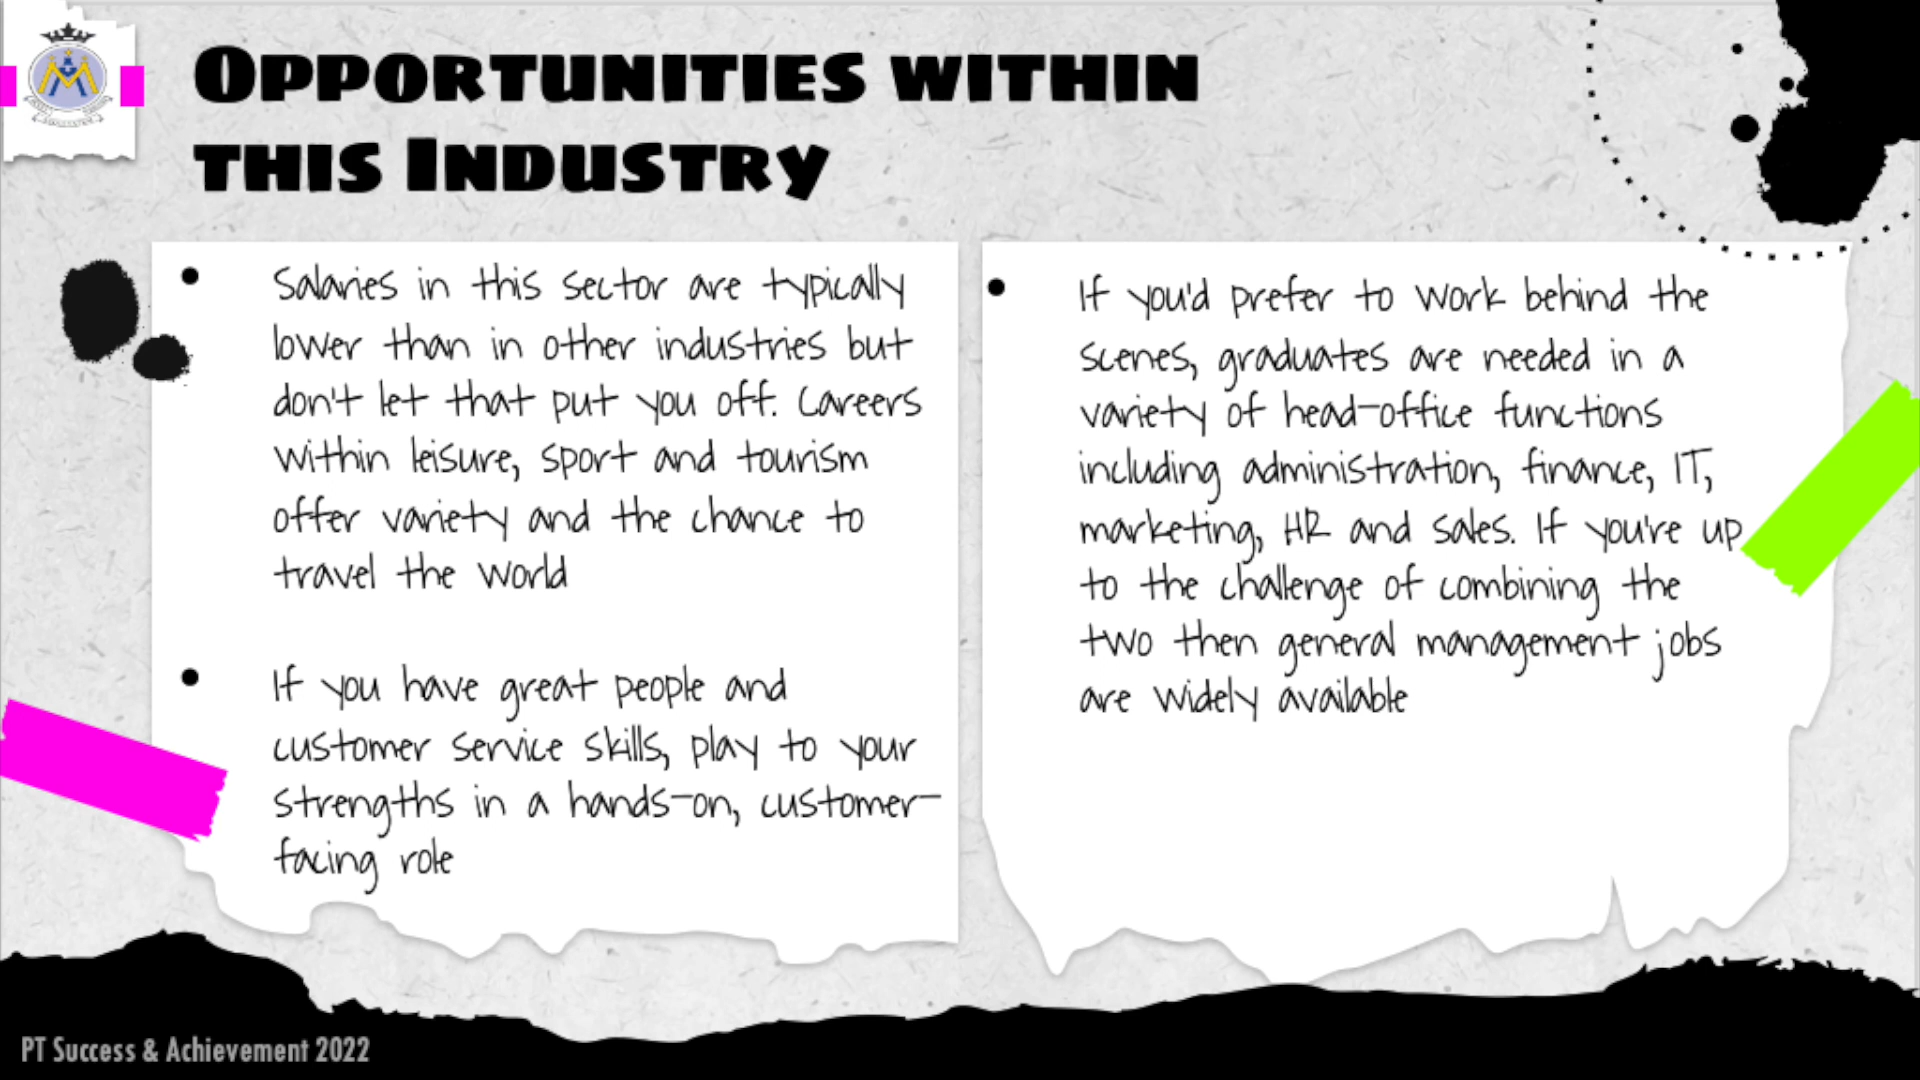 Opportunities within
this Industry
• Salaries in this sector are typically
lower than in other industries but
don't let that put you off. Careers
within leisure, sport and tourism
offer variety and the chance to
travel the world
• If you have great people and
customer service skills, play to your
strengths in a hands-on, customer-
facing role
• If you'd prefer to work behind the
scenes, graduates are needed in a
variety of head-office functions
including administration, finance, IT,
marketing, HR and sales. If you're up
to the challenge of combining the
two then general management jobs
are widely available
PT Success & Achievement 2022